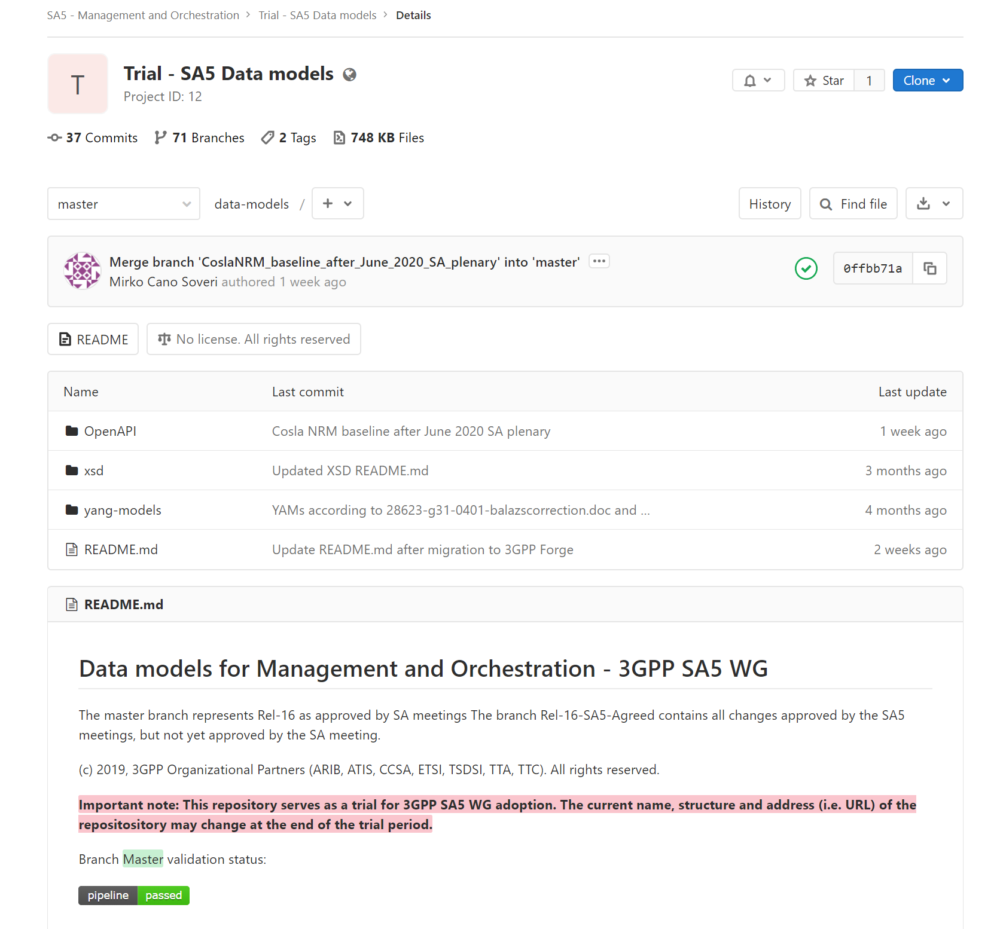 SA5 - Management and Orchestration > Trial - SA5 Data models > Details
T
Trial - SA5 Data models
Project ID: 12
Star 1
Clone
37 Commits 71 Branches 2 Tags 748 KB Files
master data-models / + History Find file
Merge branch 'CoslaNRM_baseline_after_June_2020_SA_plenary' into 'master' ...
Mirko Cano Soveri authored 1 week ago
0ffbb71a
README No license. All rights reserved
Name Last commit Last update
OpenAPI Cosla NRM baseline after June 2020 SA plenary 1 week ago
xsd Updated XSD README.md 3 months ago
yang-models YAMs according to 28623-g31-0401-balazscorrection.doc and ... 4 months ago
README.md Update README.md after migration to 3GPP Forge 2 weeks ago
README.md
Data models for Management and Orchestration - 3GPP SA5 WG
The master branch represents Rel-16 as approved by SA meetings The branch Rel-16-SA5-Agreed contains all changes approved by the SA5
meetings, but not yet approved by the SA meeting.
(c) 2019, 3GPP Organizational Partners (ARIB, ATIS, CCSA, ETSI, TSDSI, TTA, TTC). All rights reserved.
Important note: This repository serves as a trial for 3GPP SA5 WG adoption. The current name, structure and address (i.e. URL) of the
repositository may change at the end of the trial period.
Branch Master validation status:
pipeline passed